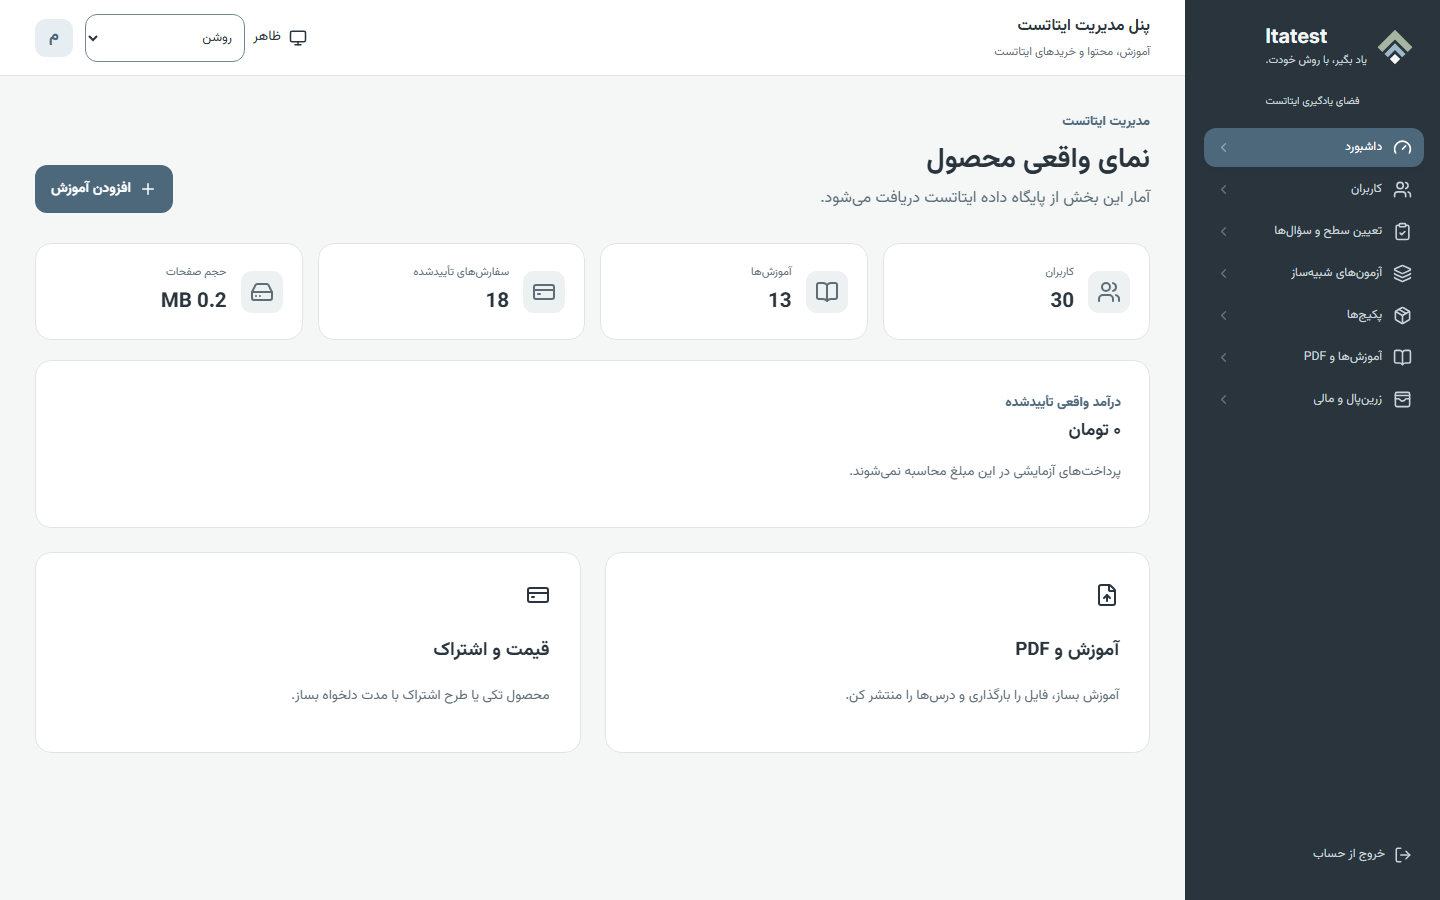 Itatest
یاد بگیر، با روش خودت.
فضای یادگیری ایتاتست
داشبورد
کاربران
تعیین سطح و سؤال‌ها
آزمون‌های شبیه‌ساز
پکیج‌ها
آموزش‌ها و PDF
زرین‌پال و مالی
خروج از حساب
پنل مدیریت ایتاتست
آموزش، محتوا و خریدهای ایتاتست
ظاهر
روشن
م
مدیریت ایتاتست
نمای واقعی محصول
آمار این بخش از پایگاه داده ایتاتست دریافت می‌شود.
افزودن آموزش
کاربران
30
آموزش‌ها
13
سفارش‌های تأییدشده
18
حجم صفحات
0.2 MB
درآمد واقعی تأییدشده
۰ تومان
پرداخت‌های آزمایشی در این مبلغ محاسبه نمی‌شوند.
آموزش و PDF
آموزش بساز، فایل را بارگذاری و درس‌ها را منتشر کن.
قیمت و اشتراک
محصول تکی یا طرح اشتراک با مدت دلخواه بساز.